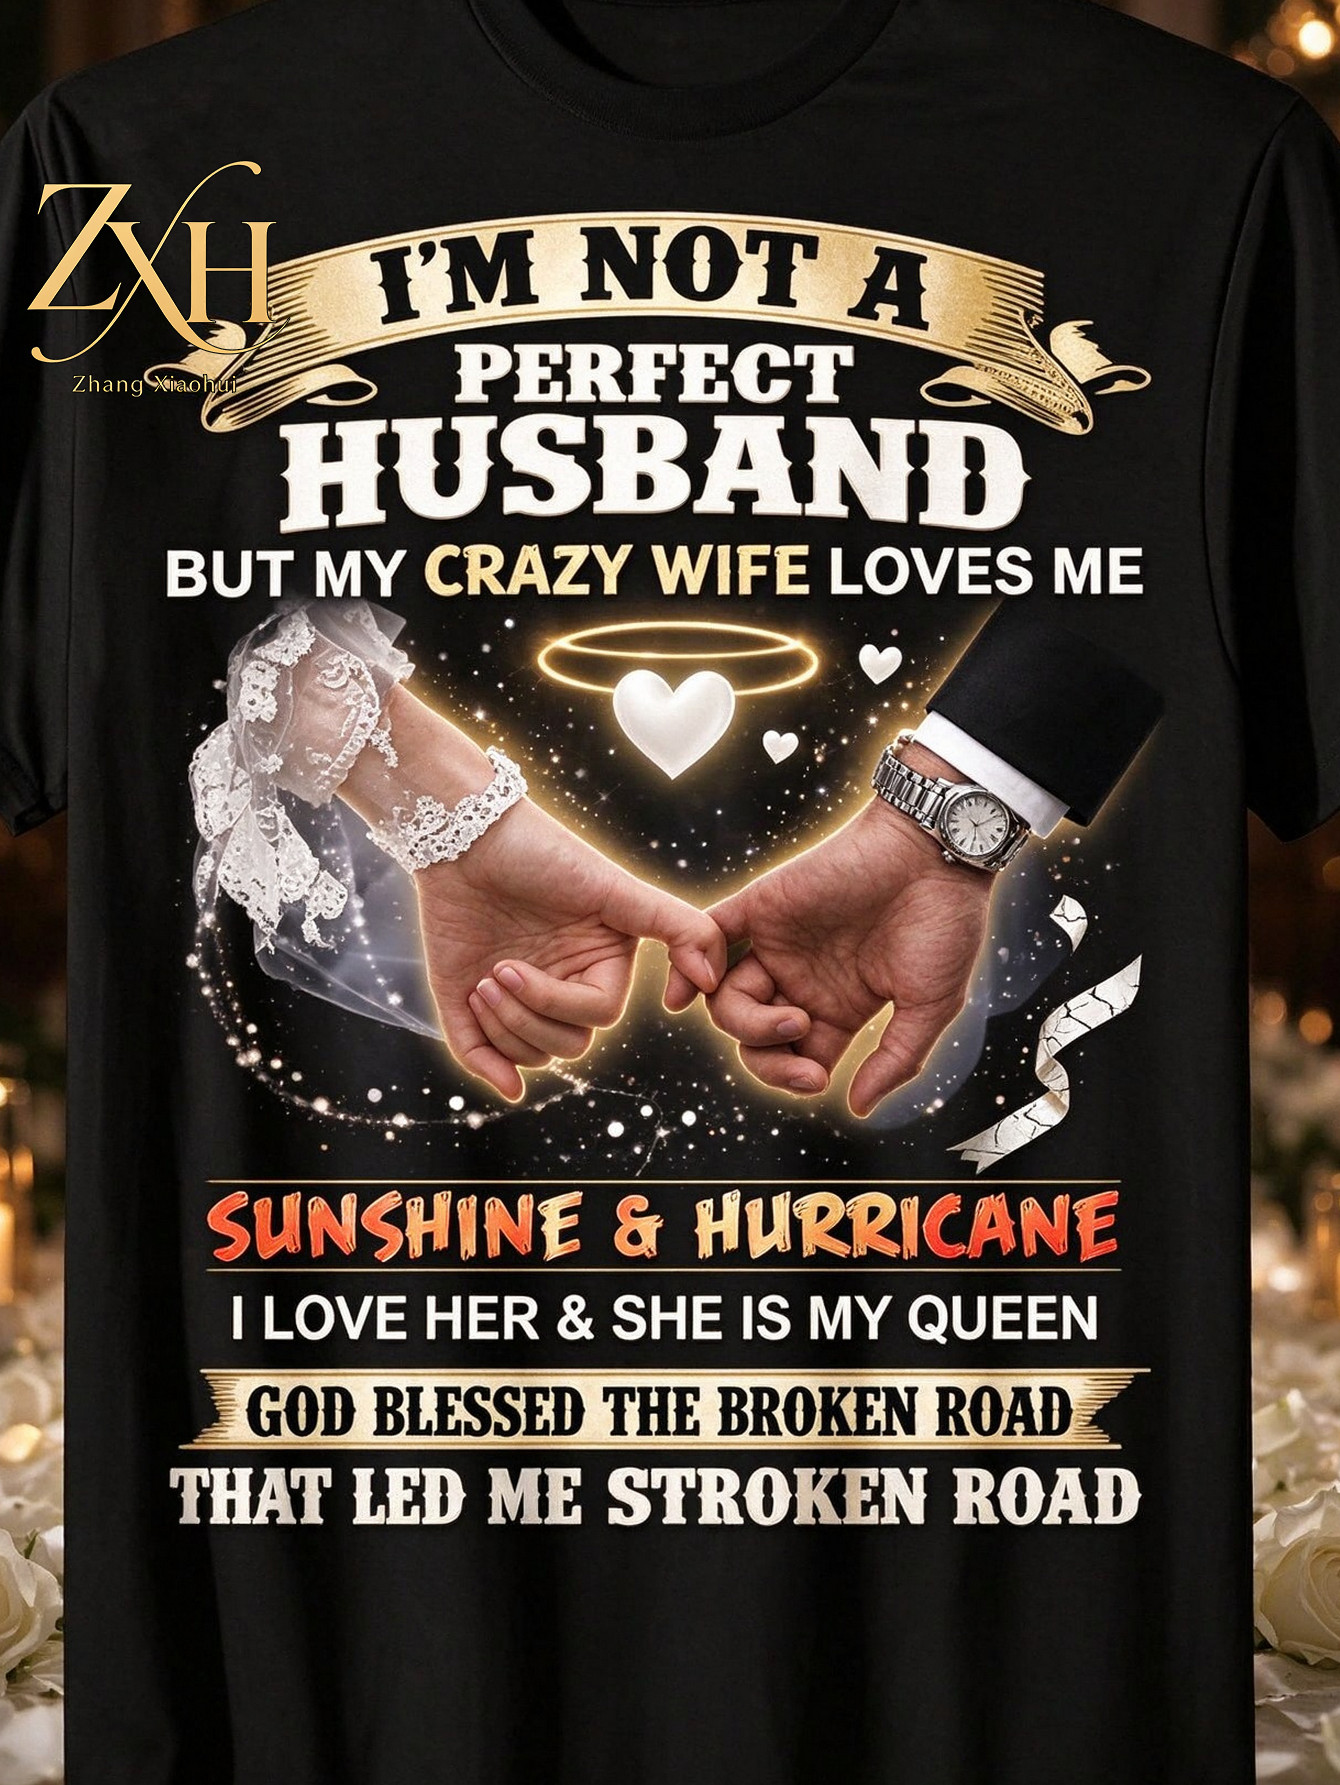 ZXH
Zhang Xiaohui
I'M NOT A
PERFECT
HUSBAND
BUT MY CRAZY WIFE LOVES ME
SUNSHINE & HURRICANE
I LOVE HER & SHE IS MY QUEEN
GOD BLESSED THE BROKEN ROAD
THAT LED ME STROKEN ROAD